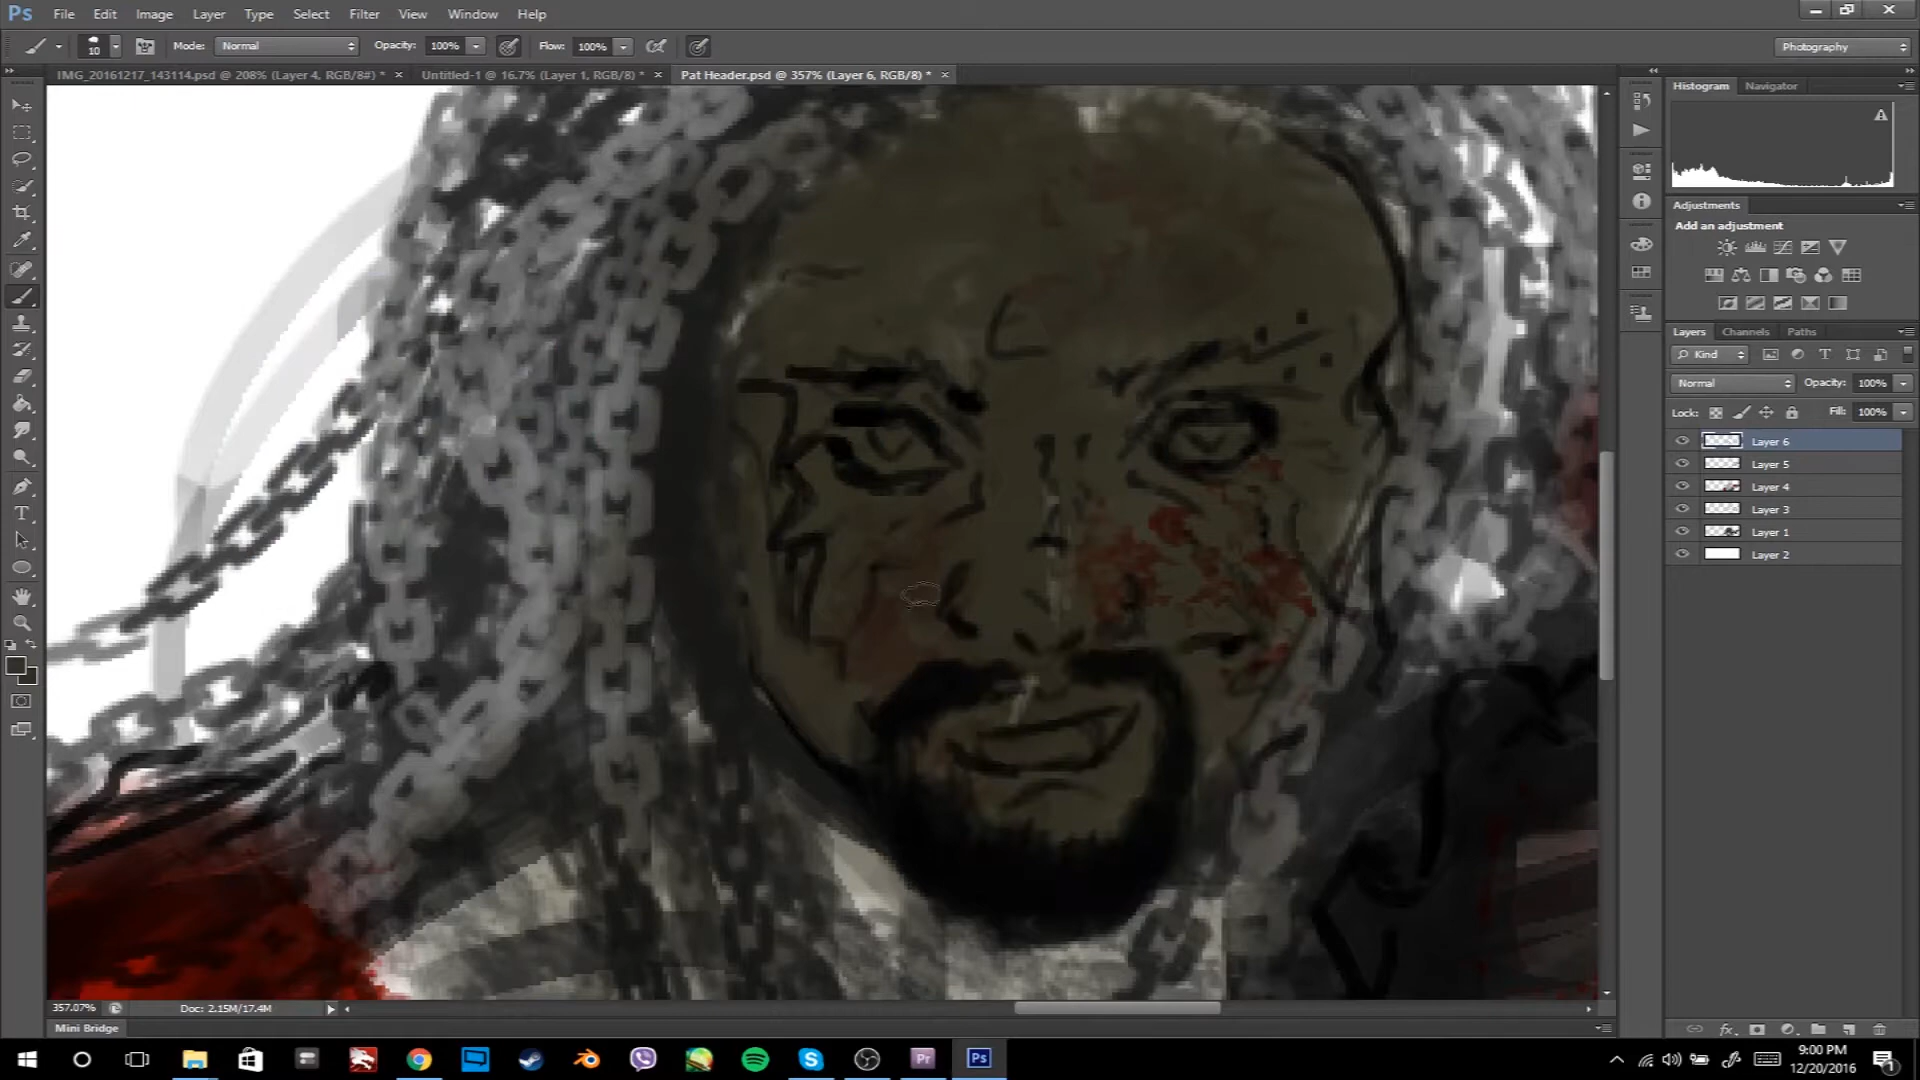 Ps File Edit Image Layer Type Select Filter View Window Help
10 Mode: Normal Opacity: 100% Flow: 100% Photography
IMG_20161217_143114.psd @ 208% (Layer 4, RGB/8#) * × Untitled-1 @ 16.7% (Layer 1, RGB/8) * × Pat Header.psd @ 357% (Layer 6, RGB/8) * ×
Histogram Navigator
Adjustments
Add an adjustment
Layers Channels Paths
Kind
Normal Opacity: 100%
Lock: Fill: 100%
Layer 6
Layer 5
Layer 4
Layer 3
Layer 1
Layer 2
357.07% Doc: 2.15M/17.4M
Mini Bridge
Pr Ps
9:00 PM
12/20/2016
1